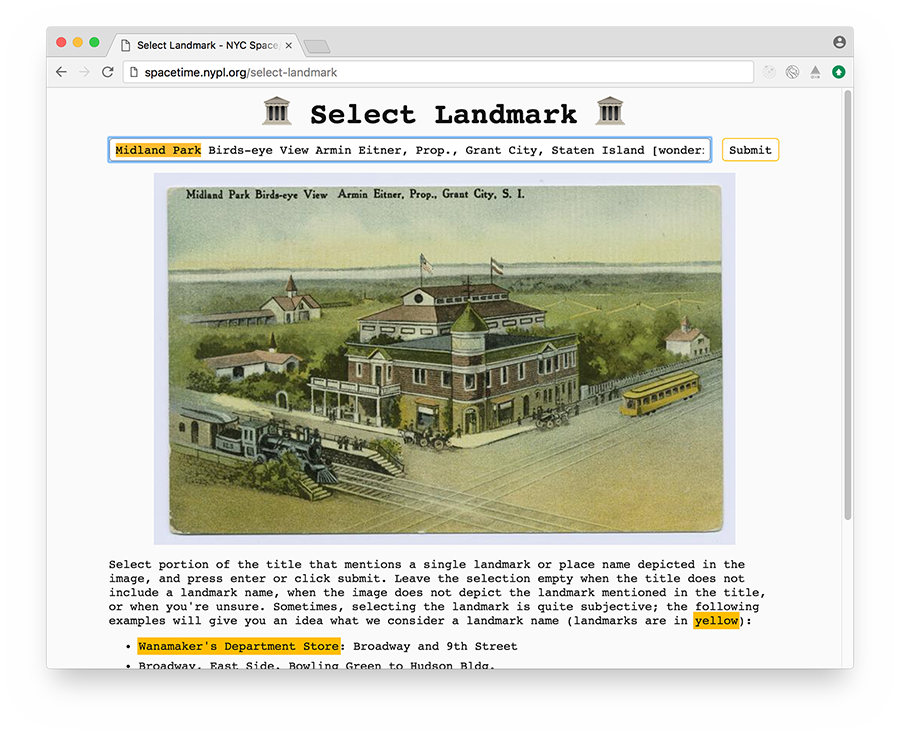 Select Landmark - NYC Space
spacetime.nypl.org/select-landmark
Select Landmark
Midland Park Birds-eye View Armin Eitner, Prop., Grant City, Staten Island [wonder
Submit
Midland Park Birds-eye View Armin Eitner, Prop., Grant City, S. I.
Select portion of the title that mentions a single landmark or place name depicted in the
image, and press enter or click submit. Leave the selection empty when the title does not
include a landmark name, when the image does not depict the landmark mentioned in the title,
or when you're unsure. Sometimes, selecting the landmark is quite subjective; the following
examples will give you an idea what we consider a landmark name (landmarks are in yellow):
• Wanamaker's Department Store: Broadway and 9th Street
• Broadway, East Side. Bowling Green to Hudson Bldg.